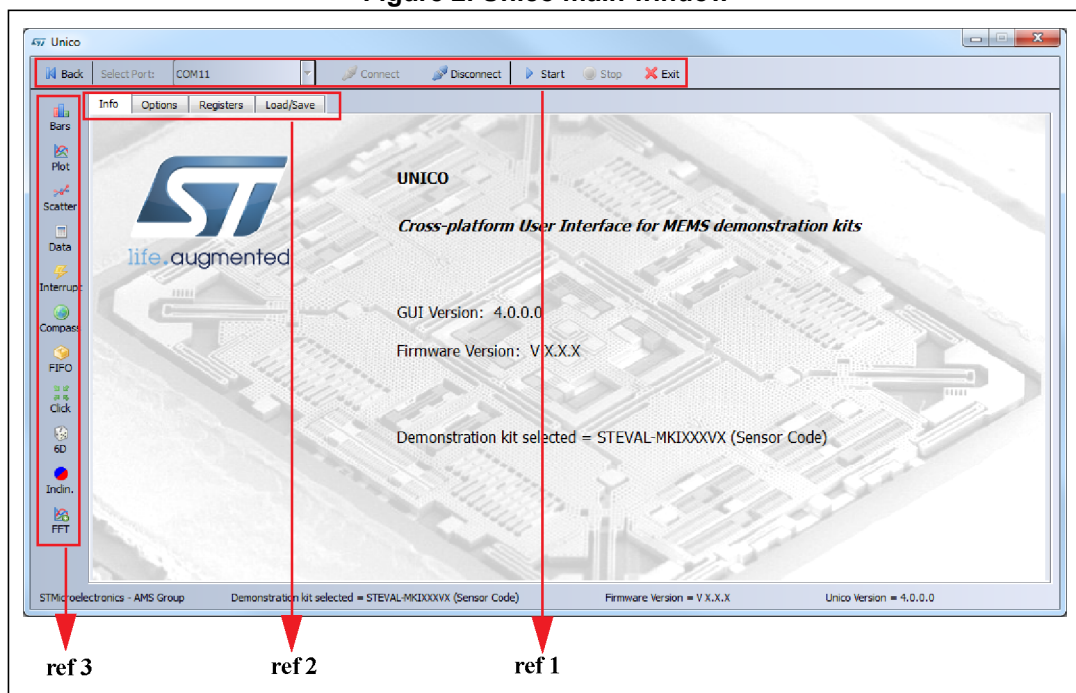 Figure 2. Unico main window
Unico
Back Select Port: COM11 Connect Disconnect Start Stop Exit
Info Options Registers Load/Save
Bars
Plot
Scatter
Data
Interrupt
Compass
FIFO
Click
6D
Inclin.
FFT
ST
life.augmented
UNICO
Cross-platform User Interface for MEMS demonstration kits
GUI Version: 4.0.0.0
Firmware Version: V X.X.X
Demonstration kit selected = STEVAL-MKIXXXVX (Sensor Code)
STMicroelectronics - AMS Group Demonstration kit selected = STEVAL-MKIXXXVX (Sensor Code) Firmware Version = V X.X.X Unico Version = 4.0.0.0
ref 3 ref 2 ref 1